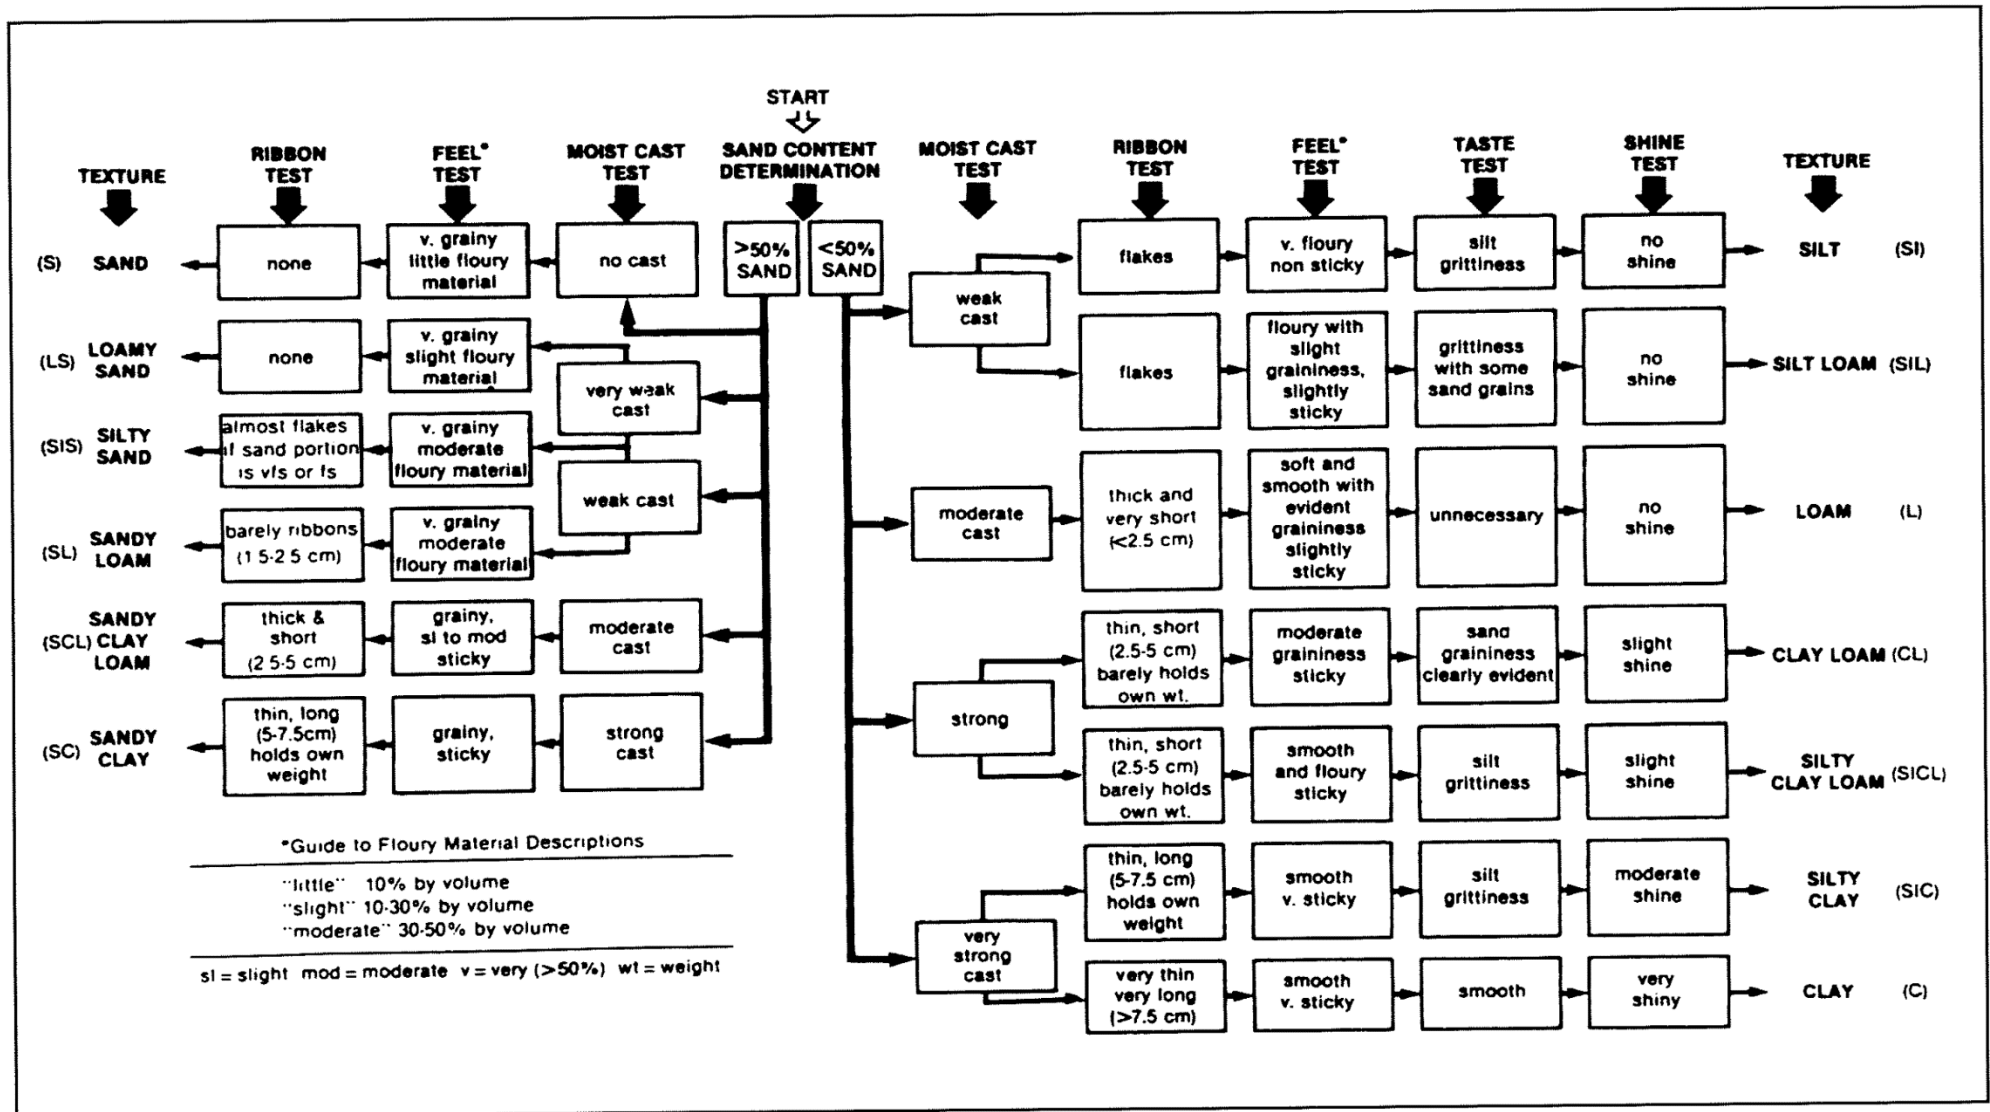 START
SAND CONTENT
DETERMINATION
>50%
SAND
<50%
SAND
TEXTURE
RIBBON
TEST
FEEL*
TEST
MOIST CAST
TEST
(S) SAND
none
v. grainy
little floury
material
no cast
(LS) LOAMY
SAND
none
v. grainy
slight floury
material
very weak
cast
(SIS) SILTY
SAND
almost flakes
if sand portion
is vfs or fs
v. grainy
moderate
floury material
weak cast
(SL) SANDY
LOAM
barely ribbons
(1 5-2 5 cm)
v. grainy
moderate
floury material
SANDY
(SCL) CLAY
LOAM
thick &
short
(2 5-5 cm)
grainy,
sl to mod
sticky
moderate
cast
(SC) SANDY
CLAY
thin, long
(5-7.5cm)
holds own
weight
grainy,
sticky
strong
cast
*Guide to Floury Material Descriptions
"little" 10% by volume
"slight" 10-30% by volume
"moderate" 30-50% by volume
sl = slight mod = moderate v = very (>50%) wt = weight
MOIST CAST
TEST
RIBBON
TEST
FEEL*
TEST
TASTE
TEST
SHINE
TEST
TEXTURE
weak
cast
flakes
v. floury
non sticky
silt
grittiness
no
shine
SILT (SI)
flakes
floury with
slight
graininess,
slightly
sticky
grittiness
with some
sand grains
no
shine
SILT LOAM (SIL)
moderate
cast
thick and
very short
(<2.5 cm)
soft and
smooth with
evident
graininess
slightly
sticky
unnecessary
no
shine
LOAM (L)
strong
thin, short
(2.5-5 cm)
barely holds
own wt.
moderate
graininess
sticky
sand
graininess
clearly evident
slight
shine
CLAY LOAM (CL)
thin, short
(2.5-5 cm)
barely holds
own wt.
smooth
and floury
sticky
silt
grittiness
slight
shine
SILTY
CLAY LOAM (SICL)
very
strong
cast
thin, long
(5-7.5 cm)
holds own
weight
smooth
v. sticky
silt
grittiness
moderate
shine
SILTY
CLAY (SIC)
very thin
very long
(>7.5 cm)
smooth
v. sticky
smooth
very
shiny
CLAY (C)